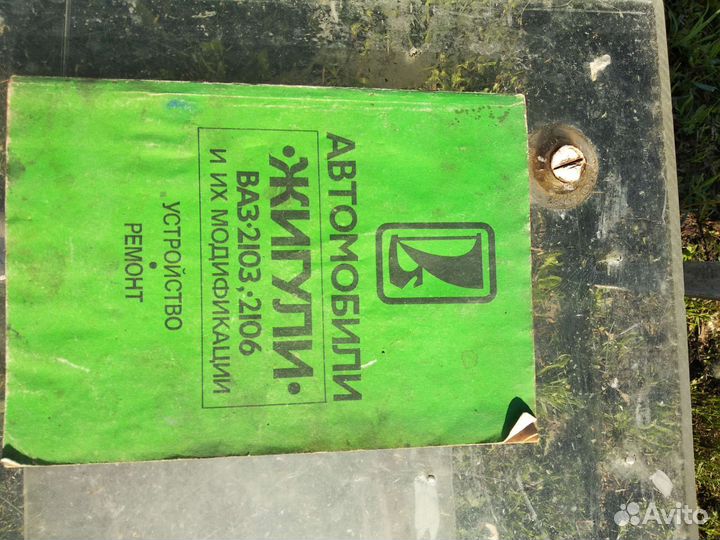 АВТОМОБИЛИ
·ЖИГУЛИ·
ВАЗ-2103,-2106
И ИХ МОДИФИКАЦИИ
УСТРОЙСТВО
•
РЕМОНТ
Avito